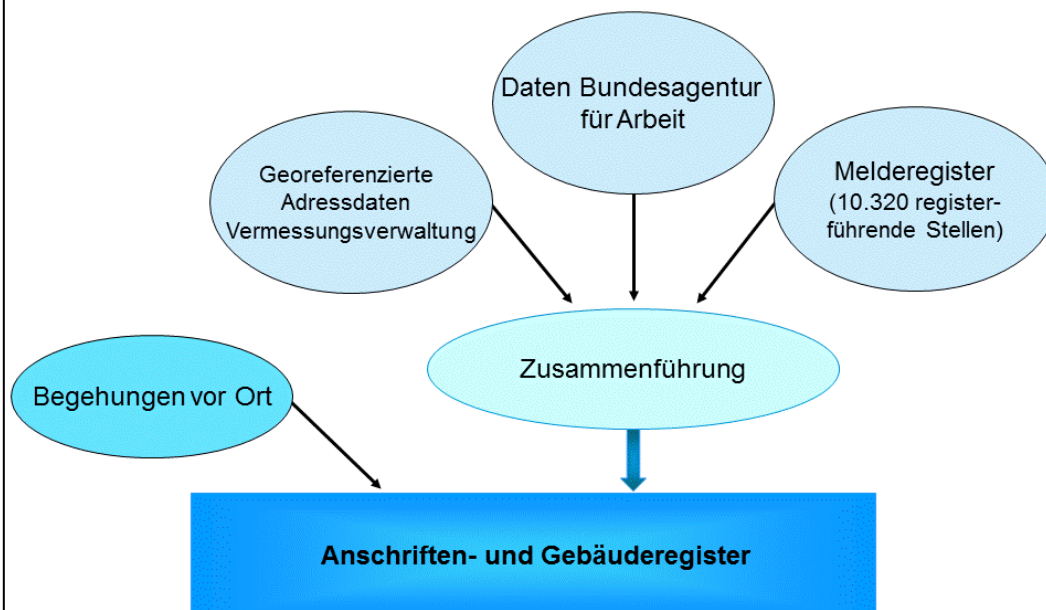 Daten Bundesagentur
für Arbeit
Georeferenzierte
Adressdaten
Vermessungsverwaltung
Melderegister
(10.320 register-
führende Stellen)
Zusammenführung
Begehungen vor Ort
Anschriften- und Gebäuderegister